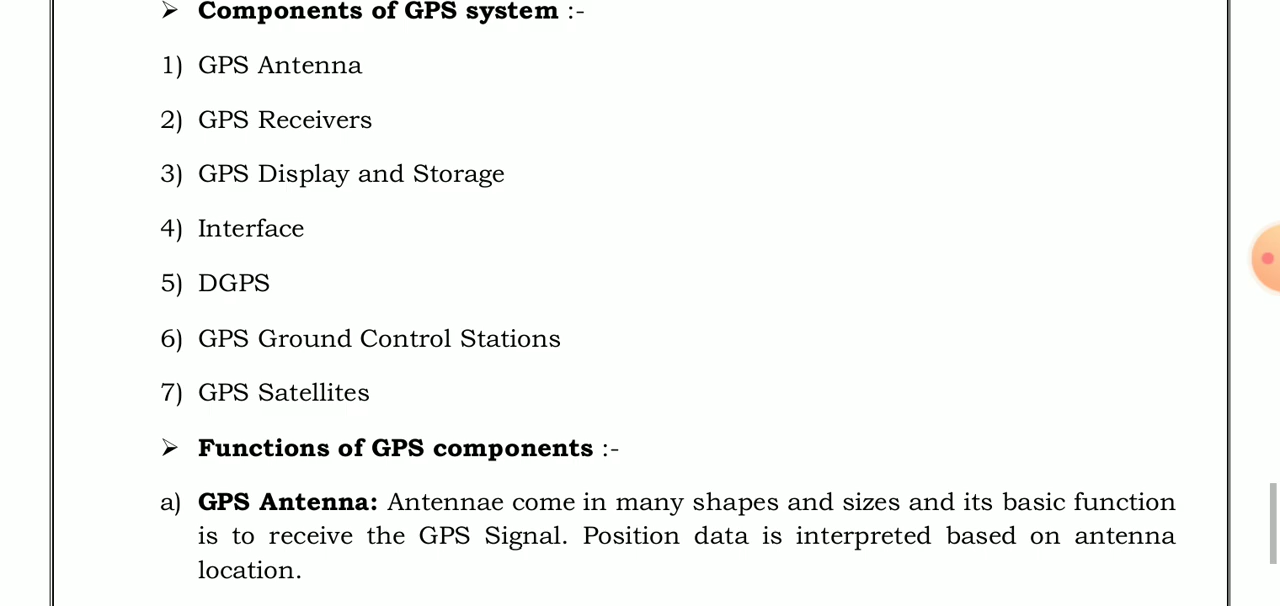 ➢ Components of GPS system :-
1) GPS Antenna
2) GPS Receivers
3) GPS Display and Storage
4) Interface
5) DGPS
6) GPS Ground Control Stations
7) GPS Satellites
➢ Functions of GPS components :-
a) GPS Antenna: Antennae come in many shapes and sizes and its basic function
is to receive the GPS Signal. Position data is interpreted based on antenna
location.